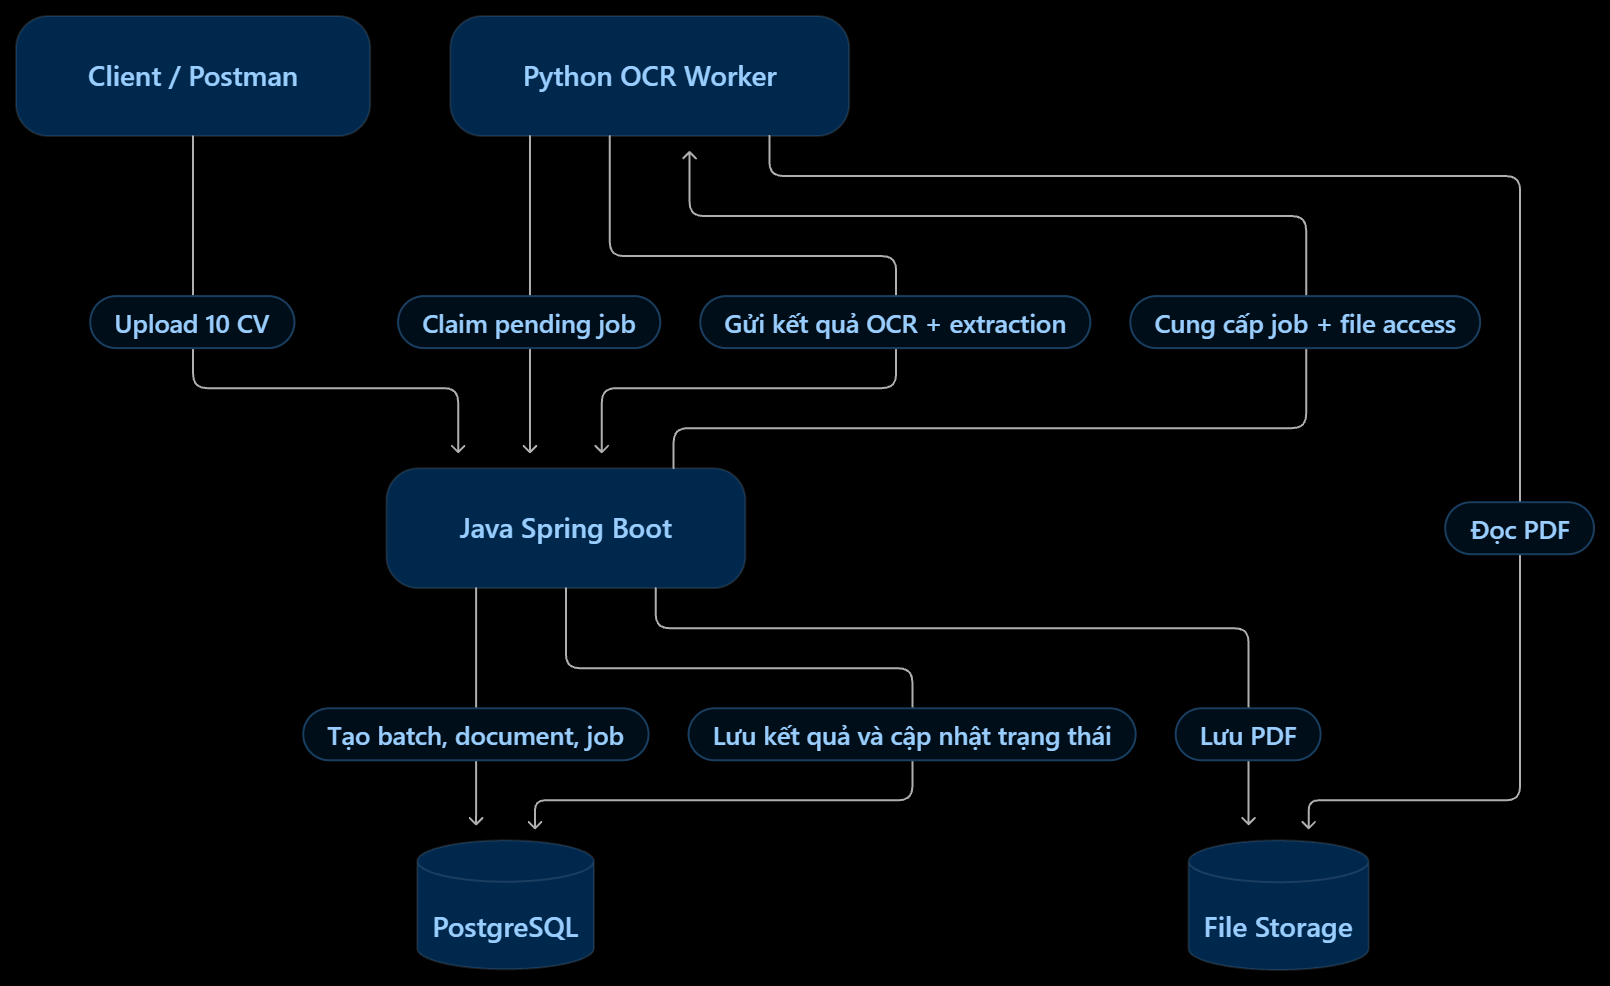 Client / Postman
Python OCR Worker
Upload 10 CV
Claim pending job
Gửi kết quả OCR + extraction
Cung cấp job + file access
Java Spring Boot
Đọc PDF
Tạo batch, document, job
Lưu kết quả và cập nhật trạng thái
Lưu PDF
PostgreSQL
File Storage